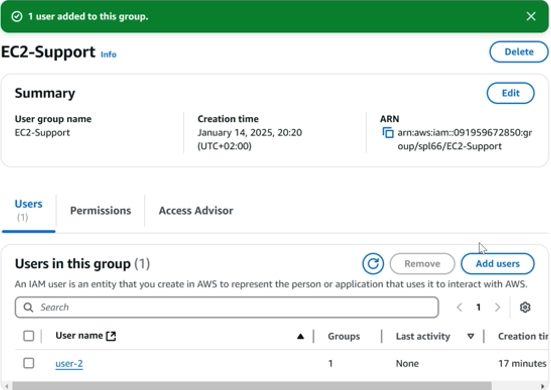 1 user added to this group.
EC2-Support Info
Delete
Summary
Edit
User group name
EC2-Support
Creation time
January 14, 2025, 20:20
(UTC+02:00)
ARN
arn:aws:iam::091959672850:gr
oup/spl66/EC2-Support
Users
(1)
Permissions
Access Advisor
Users in this group (1)
Remove
Add users
An IAM user is an entity that you create in AWS to represent the person or application that uses it to interact with AWS.
Search
1
User name
Groups
Last activity
Creation tir
user-2
1
None
17 minutes